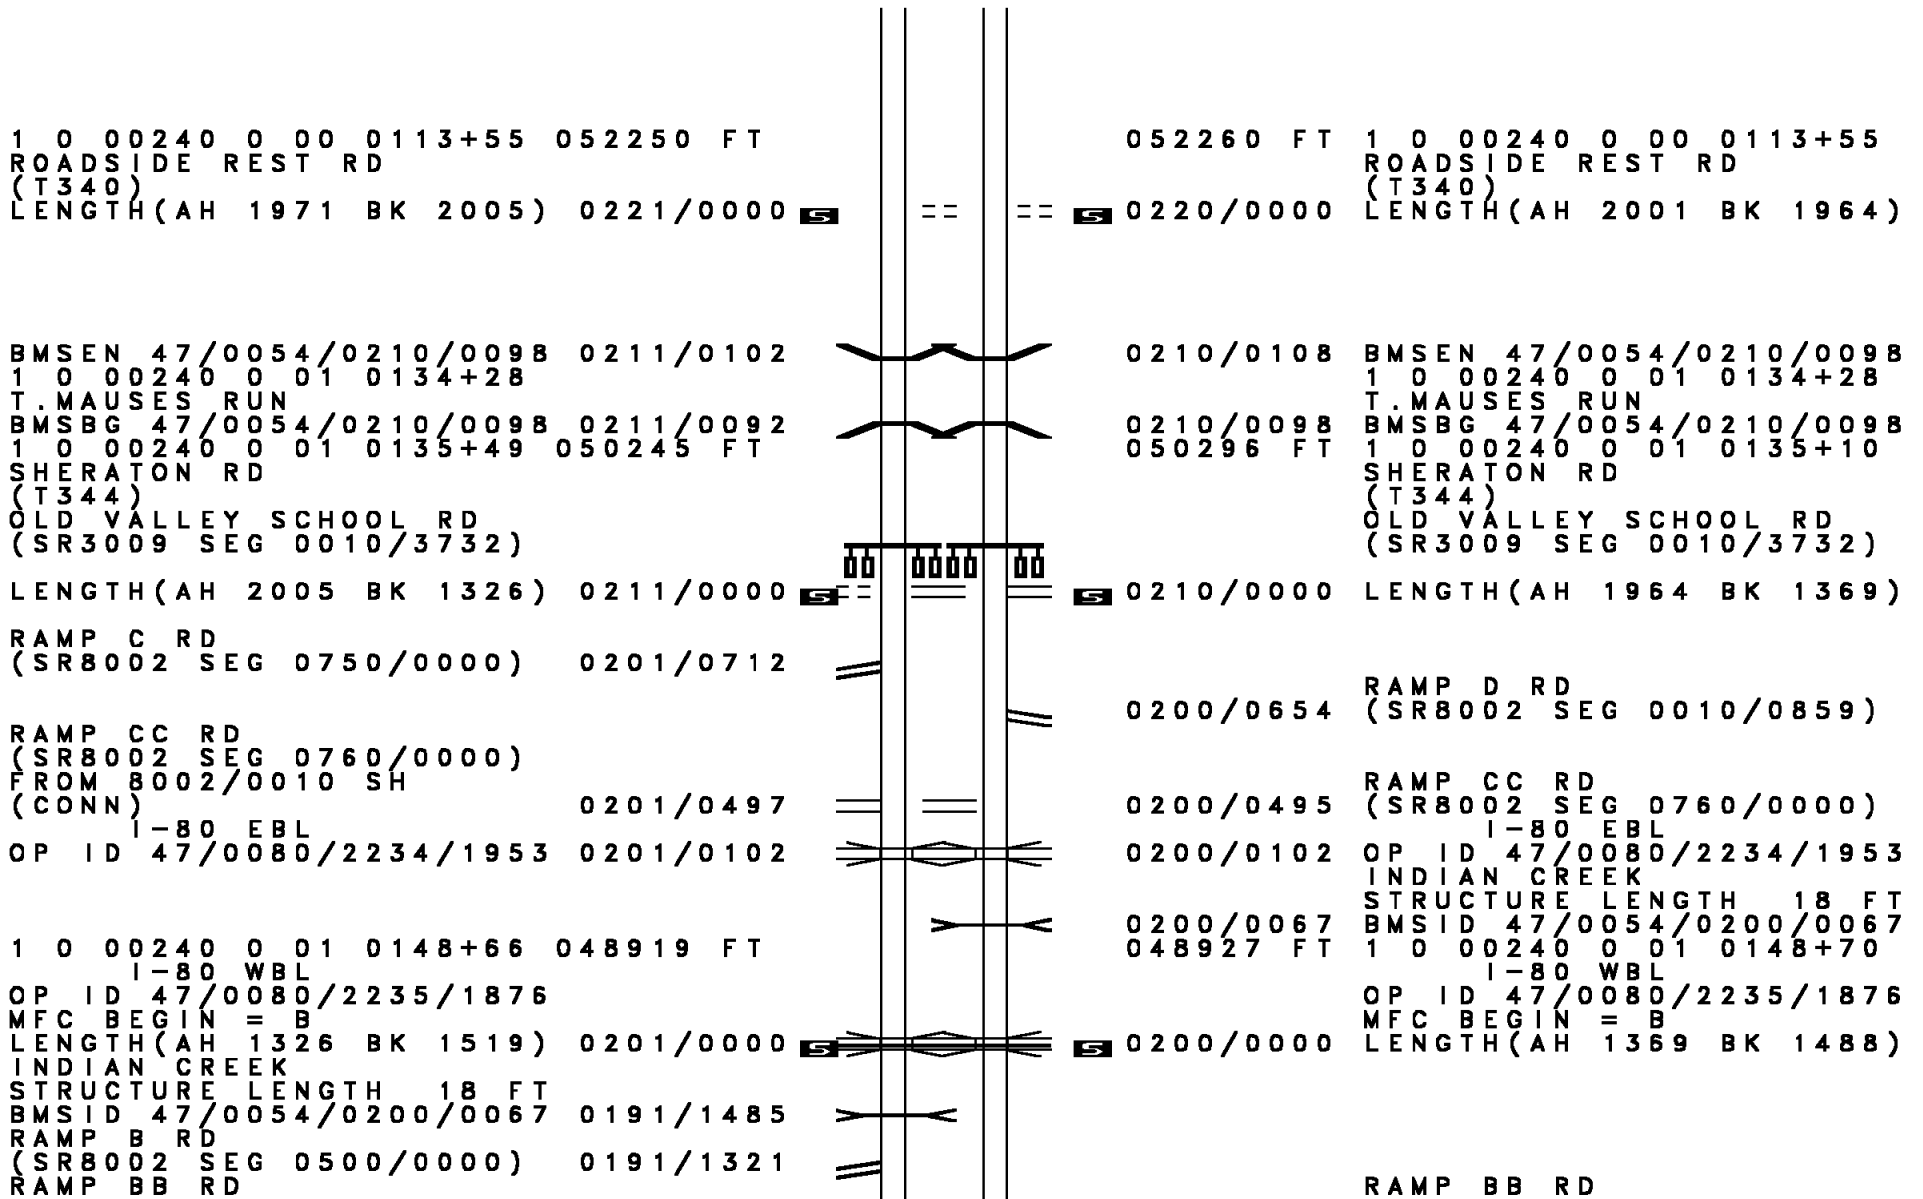 1 0 00240 0 00 0113+55 052250 FT
052260 FT 1 0 00240 0 00 0113+55
ROADSIDE REST RD
ROADSIDE REST RD
(T340)
(T340)
LENGTH(AH 1971 BK 2005) 0221/0000 S
S 0220/0000 LENGTH(AH 2001 BK 1964)
BMSEN 47/0054/0210/0098 0211/0102
0210/0108 BMSEN 47/0054/0210/0098
1 0 00240 0 01 0134+28
1 0 00240 0 01 0134+28
T.MAUSES RUN
T.MAUSES RUN
BMSBG 47/0054/0210/0098 0211/0092
0210/0098 BMSBG 47/0054/0210/0098
1 0 00240 0 01 0135+49 050245 FT
050296 FT 1 0 00240 0 01 0135+10
SHERATON RD
SHERATON RD
(T344)
(T344)
OLD VALLEY SCHOOL RD
OLD VALLEY SCHOOL RD
(SR3009 SEG 0010/3732)
(SR3009 SEG 0010/3732)
LENGTH(AH 2005 BK 1326) 0211/0000 S
S 0210/0000 LENGTH(AH 1964 BK 1369)
RAMP C RD
(SR8002 SEG 0750/0000) 0201/0712
RAMP D RD
0200/0654 (SR8002 SEG 0010/0859)
RAMP CC RD
(SR8002 SEG 0760/0000)
FROM 8002/0010 SH
RAMP CC RD
(CONN) 0201/0497
0200/0495 (SR8002 SEG 0760/0000)
I-80 EBL
I-80 EBL
OP ID 47/0080/2234/1953 0201/0102
0200/0102 OP ID 47/0080/2234/1953
INDIAN CREEK
STRUCTURE LENGTH 18 FT
0200/0067 BMSID 47/0054/0200/0067
1 0 00240 0 01 0148+66 048919 FT
048927 FT 1 0 00240 0 01 0148+70
I-80 WBL
I-80 WBL
OP ID 47/0080/2235/1876
OP ID 47/0080/2235/1876
MFC BEGIN = B
MFC BEGIN = B
LENGTH(AH 1326 BK 1519) 0201/0000 S
S 0200/0000 LENGTH(AH 1369 BK 1488)
INDIAN CREEK
STRUCTURE LENGTH 18 FT
BMSID 47/0054/0200/0067 0191/1485
RAMP B RD
(SR8002 SEG 0500/0000) 0191/1321
RAMP BB RD
RAMP BB RD